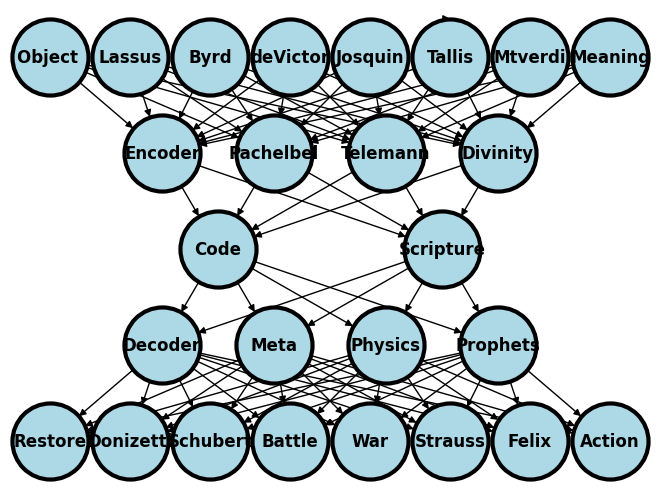 Object Lassus Byrd deVictor Josquin Tallis Mtverdi Meaning
Encoder Pachelbel Telemann Divinity
Code Scripture
Decoder Meta Physics Prophets
Restore Donizetti Schubert Battle War Strauss Felix Action